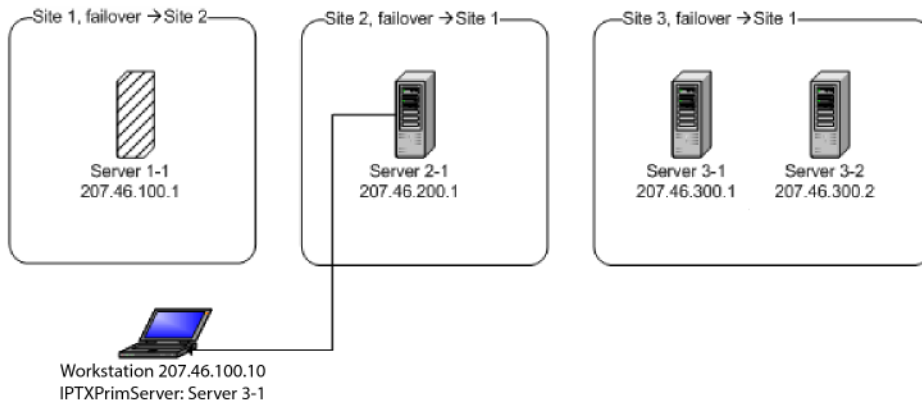 Site 1, failover →Site 2
Site 2, failover →Site 1
Site 3, failover →Site 1
Server 1-1
207.46.100.1
Server 2-1
207.46.200.1
Server 3-1
207.46.300.1
Server 3-2
207.46.300.2
Workstation 207.46.100.10
IPTXPrimServer: Server 3-1